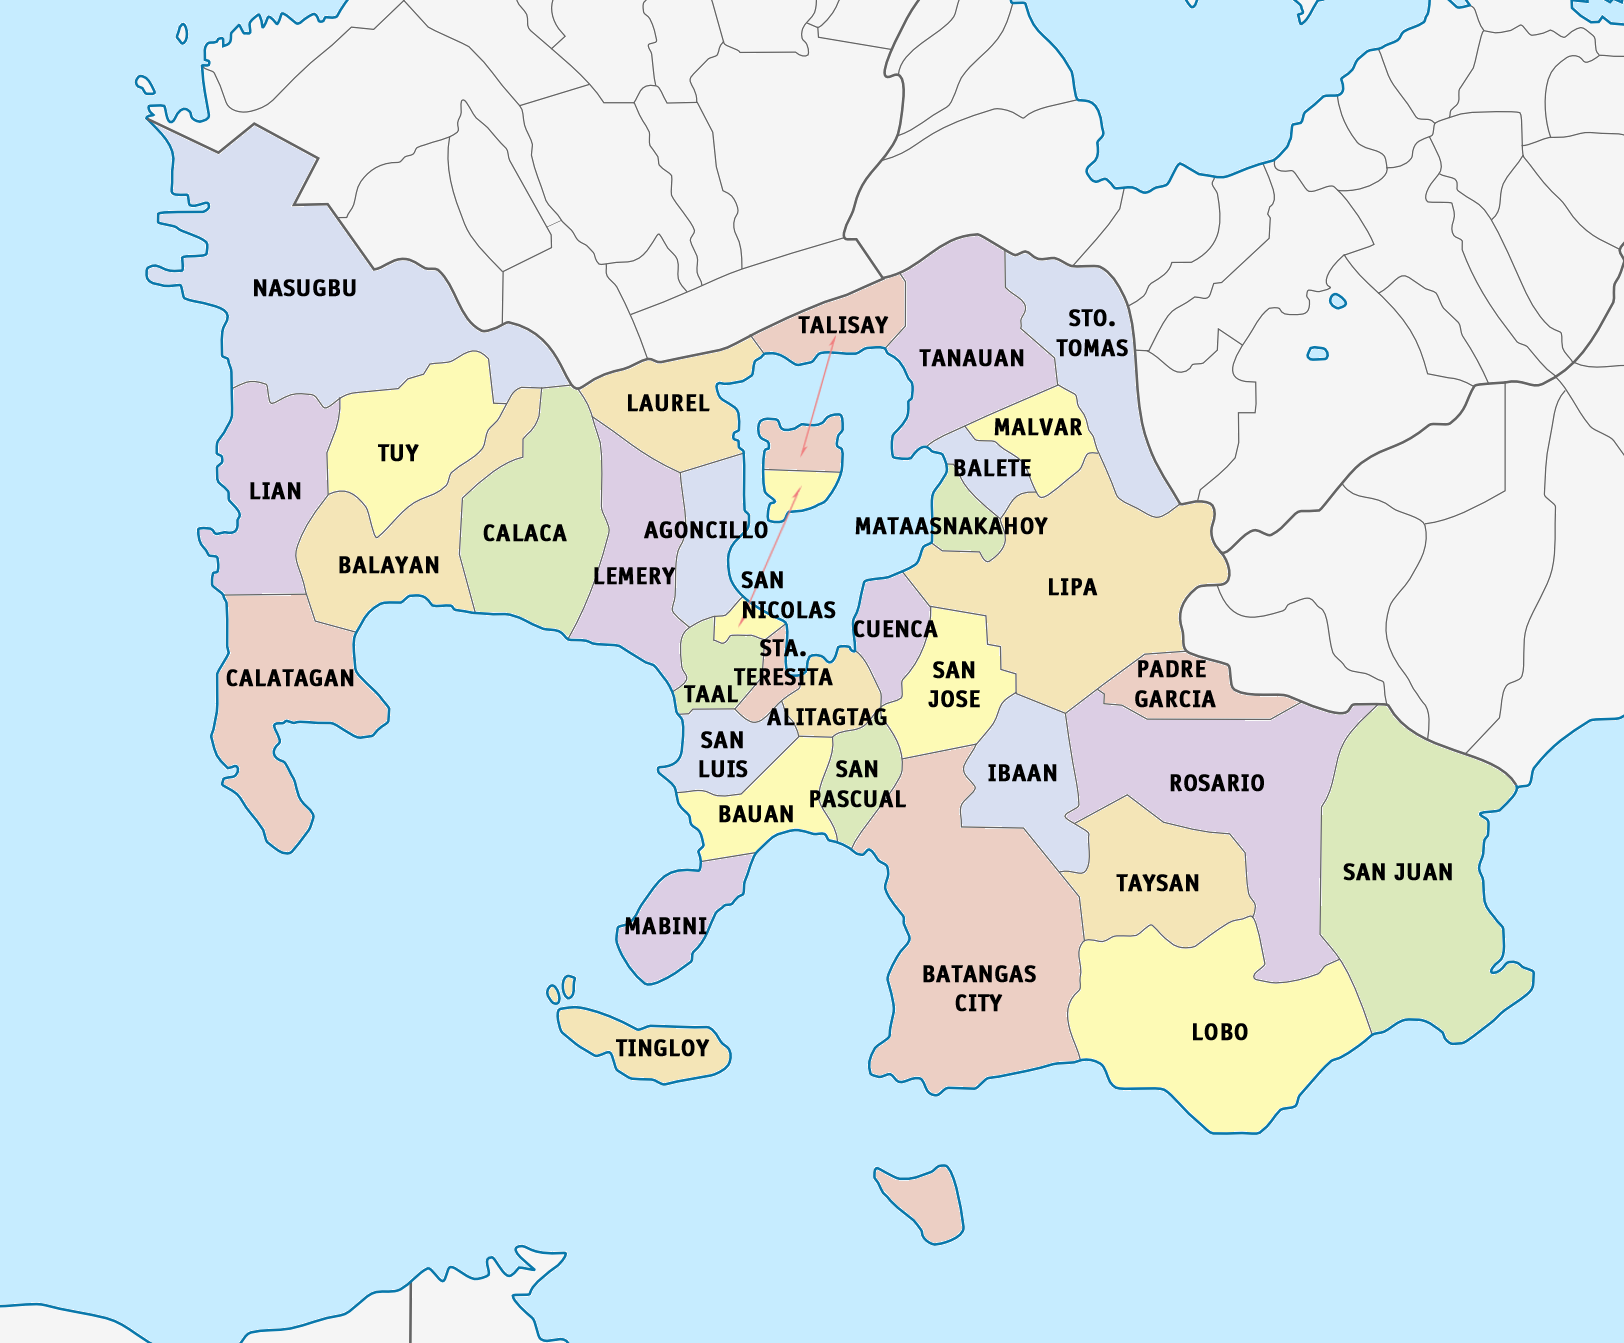 NASUGBU
TALISAY
STO.
TOMAS
TANAUAN
LAUREL
MALVAR
TUY
BALETE
LIAN
MATAASNAKAHOY
AGONCILLO
CALACA
BALAYAN
LEMERY
SAN
NICOLAS
LIPA
CUENCA
STA.
TERESITA
CALATAGAN
TAAL
SAN
JOSE
PADRE
GARCIA
ALITAGTAG
SAN
LUIS
SAN
PASCUAL
IBAAN
ROSARIO
BAUAN
SAN JUAN
TAYSAN
MABINI
BATANGAS
CITY
LOBO
TINGLOY